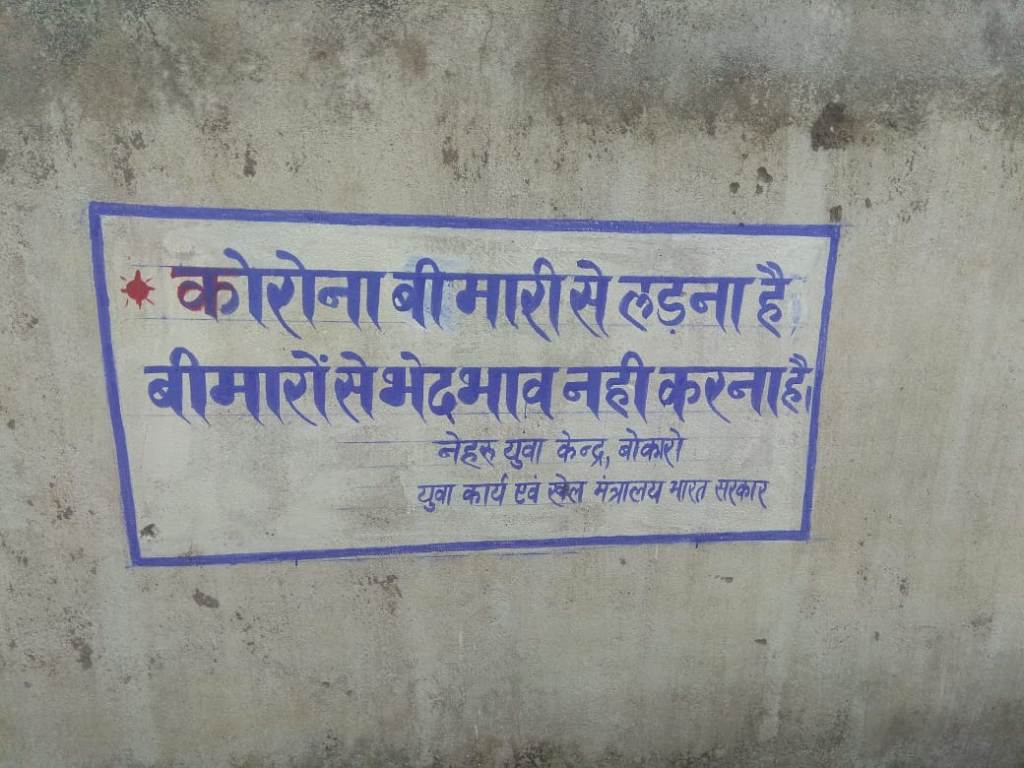 कोरोना बीमारी से लड़ना है,
बीमारों से भेदभाव नही करना है।
नेहरू युवा केन्द्र, बोकारो
युवा कार्य एवं खेल मंत्रालय भारत सरकार